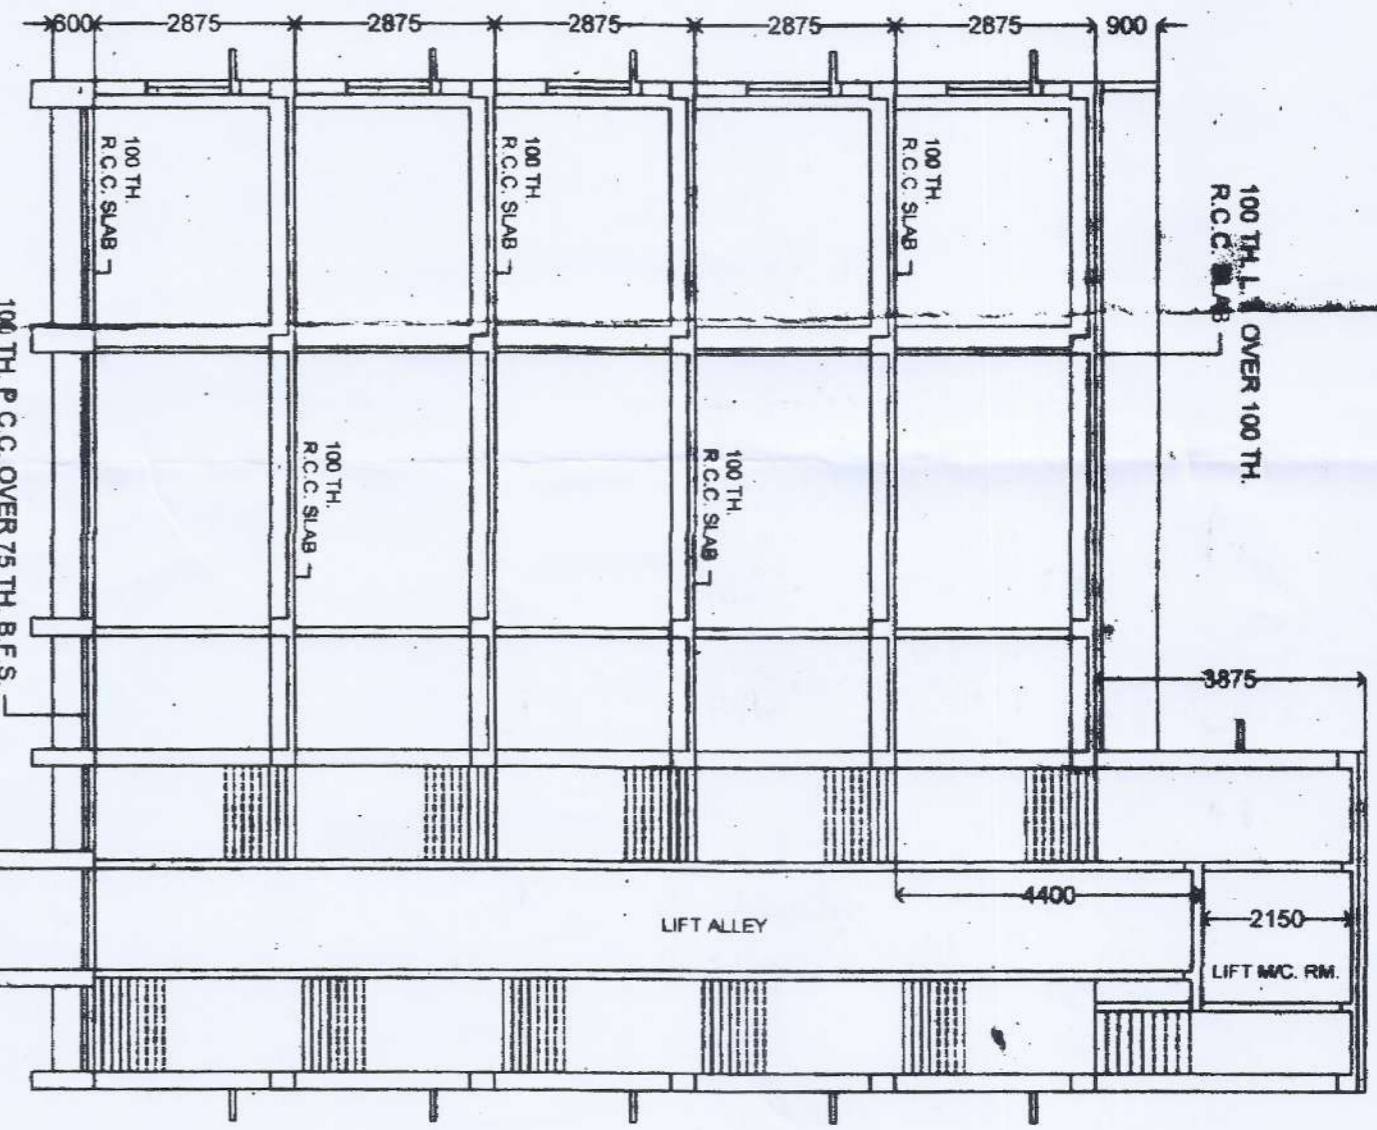 600
2875
2875
2875
2875
2875
900
100 TH.
R.C.C. SLAB
100 TH.
R.C.C. SLAB
100 TH.
R.C.C. SLAB
100 TH. L. OVER 100 TH.
R.C.C.
100 TH.
R.C.C. SLAB
100 TH.
R.C.C. SLAB
100 TH. P.C.C. OVER 75 TH. B.F.S.
3875
4400
2150
LIFT ALLEY
LIFT M/C. RM.